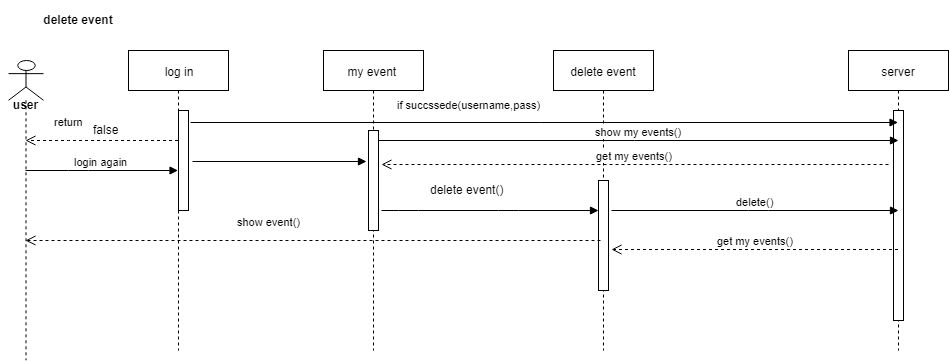 delete event
log in
my event
delete event
server
user
if succssede(username,pass)
return
false
show my events()
get my events()
login again
delete event()
delete()
show event()
get my events()